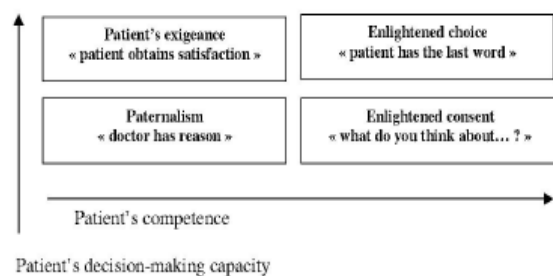 Patient's exigeance
« patient obtains satisfaction »
Enlightened choice
« patient has the last word »
Paternalism
« doctor has reason »
Enlightened consent
« what do you think about... ? »
Patient's competence
Patient's decision-making capacity